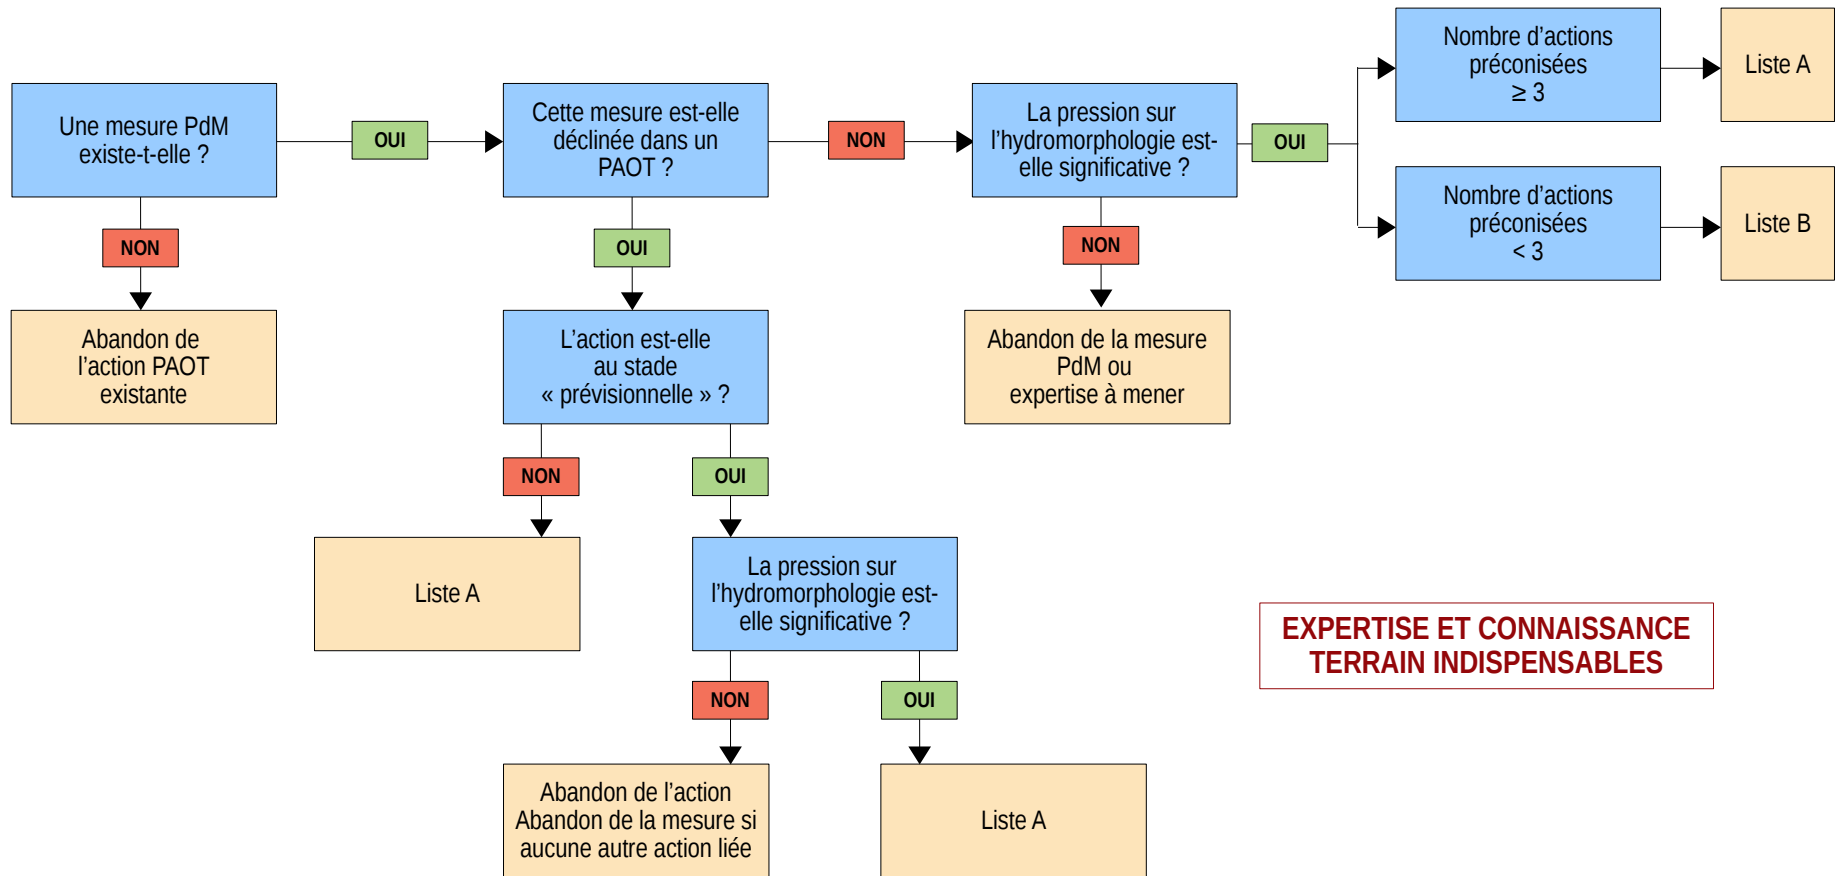 Une mesure PdM
existe-t-elle ?
OUI
Cette mesure est-elle
déclinée dans un
PAOT ?
NON
La pression sur
l’hydromorphologie est-
elle significative ?
OUI
Nombre d’actions
préconisées
≥ 3
Liste A
Nombre d’actions
préconisées
< 3
Liste B
NON
OUI
NON
Abandon de
l’action PAOT
existante
L’action est-elle
au stade
« prévisionnelle » ?
Abandon de la mesure
PdM ou
expertise à mener
NON
OUI
Liste A
La pression sur
l’hydromorphologie est-
elle significative ?
EXPERTISE ET CONNAISSANCE
TERRAIN INDISPENSABLES
NON
OUI
Abandon de l’action
Abandon de la mesure si
aucune autre action liée
Liste A